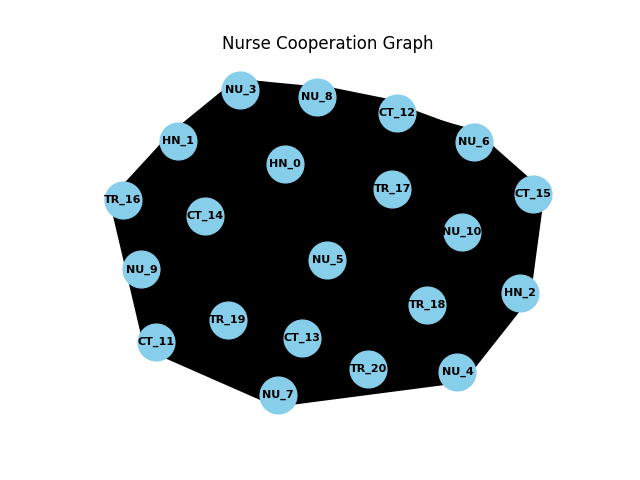 Nurse Cooperation Graph
NU_3
NU_8
CT_12
HN_1
NU_6
HN_0
TR_17
CT_15
TR_16
CT_14
NU_10
NU_5
NU_9
HN_2
TR_18
TR_19
CT_13
CT_11
TR_20
NU_4
NU_7